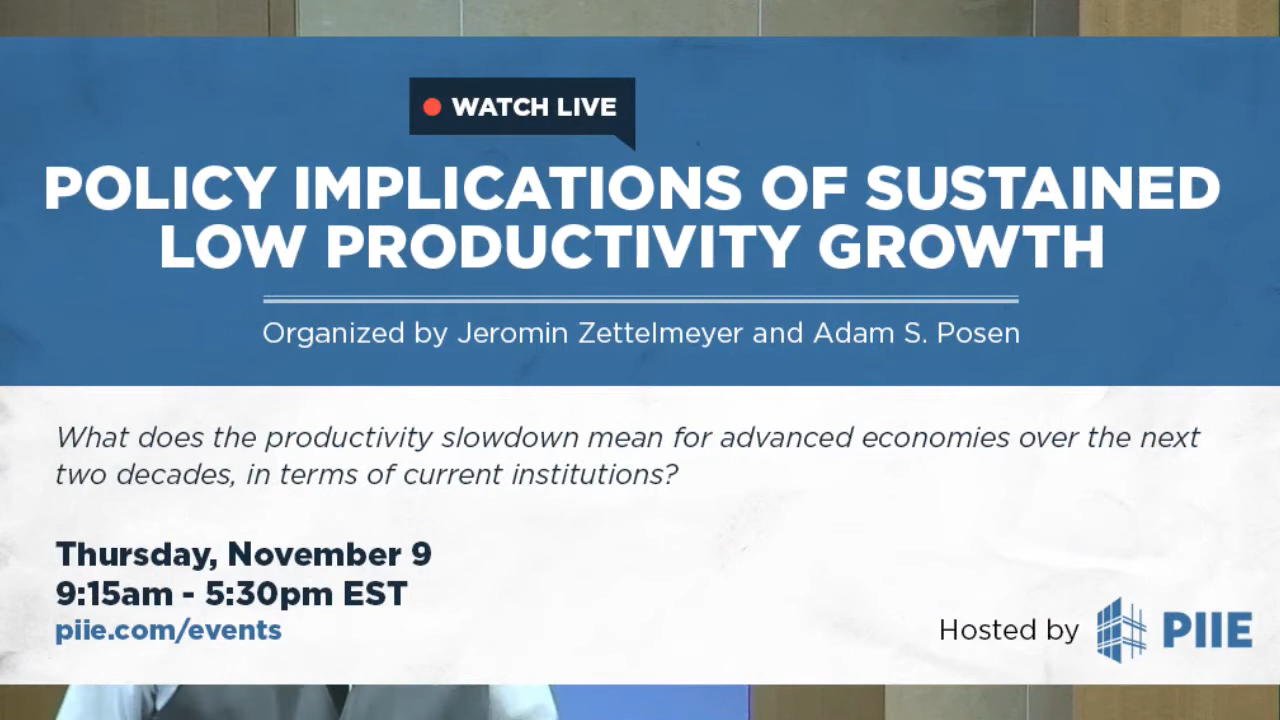 WATCH LIVE
POLICY IMPLICATIONS OF SUSTAINED
LOW PRODUCTIVITY GROWTH
Organized by Jeromin Zettelmeyer and Adam S. Posen
What does the productivity slowdown mean for advanced economies over the next
two decades, in terms of current institutions?
Thursday, November 9
9:15am - 5:30pm EST
piie.com/events
Hosted by PIIE